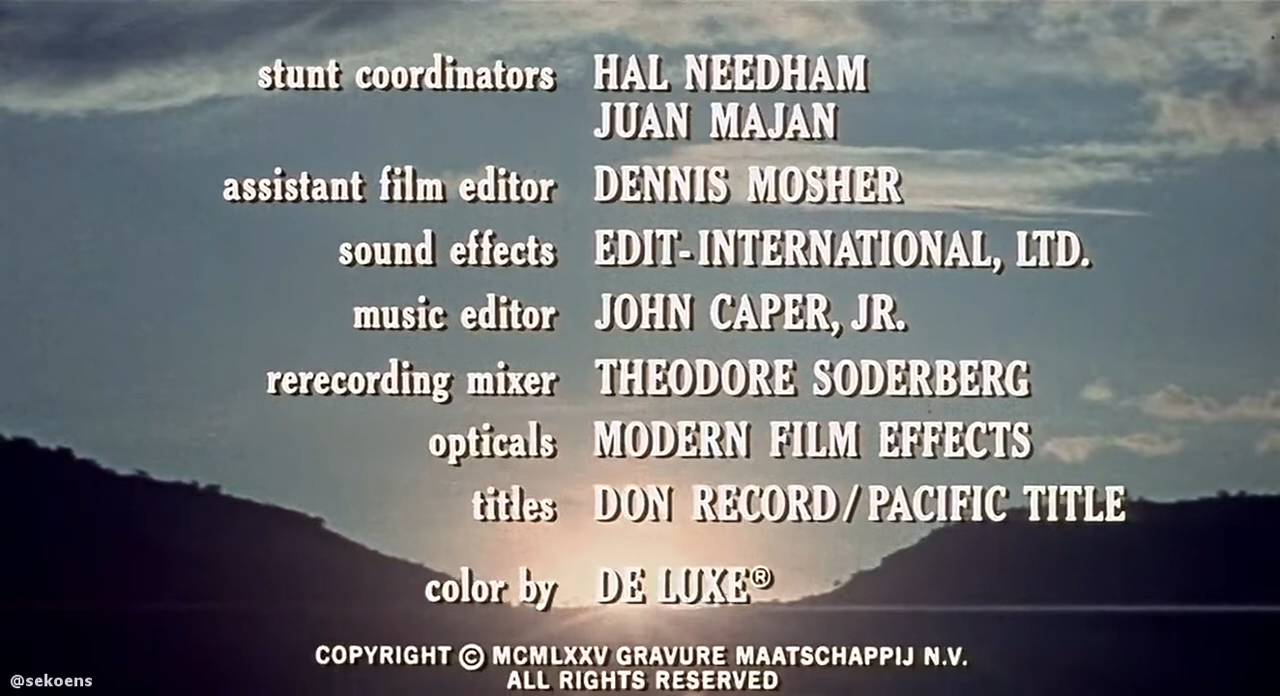 stunt coordinators HAL NEEDHAM
JUAN MAJAN
assistant film editor DENNIS MOSHER
sound effects EDIT-INTERNATIONAL, LTD.
music editor JOHN CAPER, JR.
rerecording mixer THEODORE SODERBERG
opticals MODERN FILM EFFECTS
titles DON RECORD/PACIFIC TITLE
color by DE LUXE®
COPYRIGHT © MCMLXXV GRAVURE MAATSCHAPPIJ N.V.
ALL RIGHTS RESERVED
@sekoens